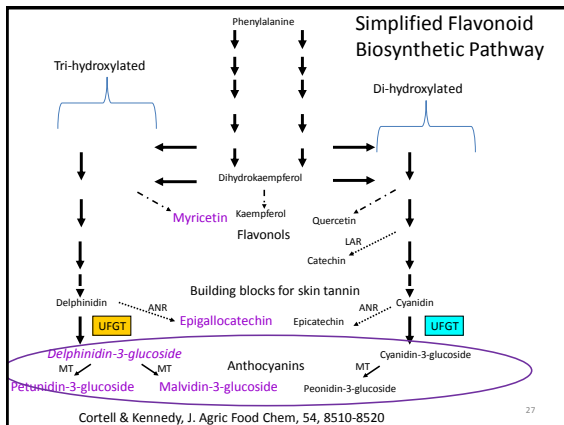 Simplified Flavonoid
Biosynthetic Pathway
Phenylalanine
Tri-hydroxylated
Di-hydroxylated
Dihydrokaempferol
Myricetin
Kaempferol
Quercetin
Flavonols
LAR
Catechin
Building blocks for skin tannin
Delphinidin
ANR
Epigallocatechin
Epicatechin
ANR
Cyanidin
UFGT
UFGT
Delphinidin-3-glucoside
Anthocyanins
Cyanidin-3-glucoside
MT
MT
MT
Petunidin-3-glucoside
Malvidin-3-glucoside
Peonidin-3-glucoside
Cortell & Kennedy, J. Agric Food Chem, 54, 8510-8520
27